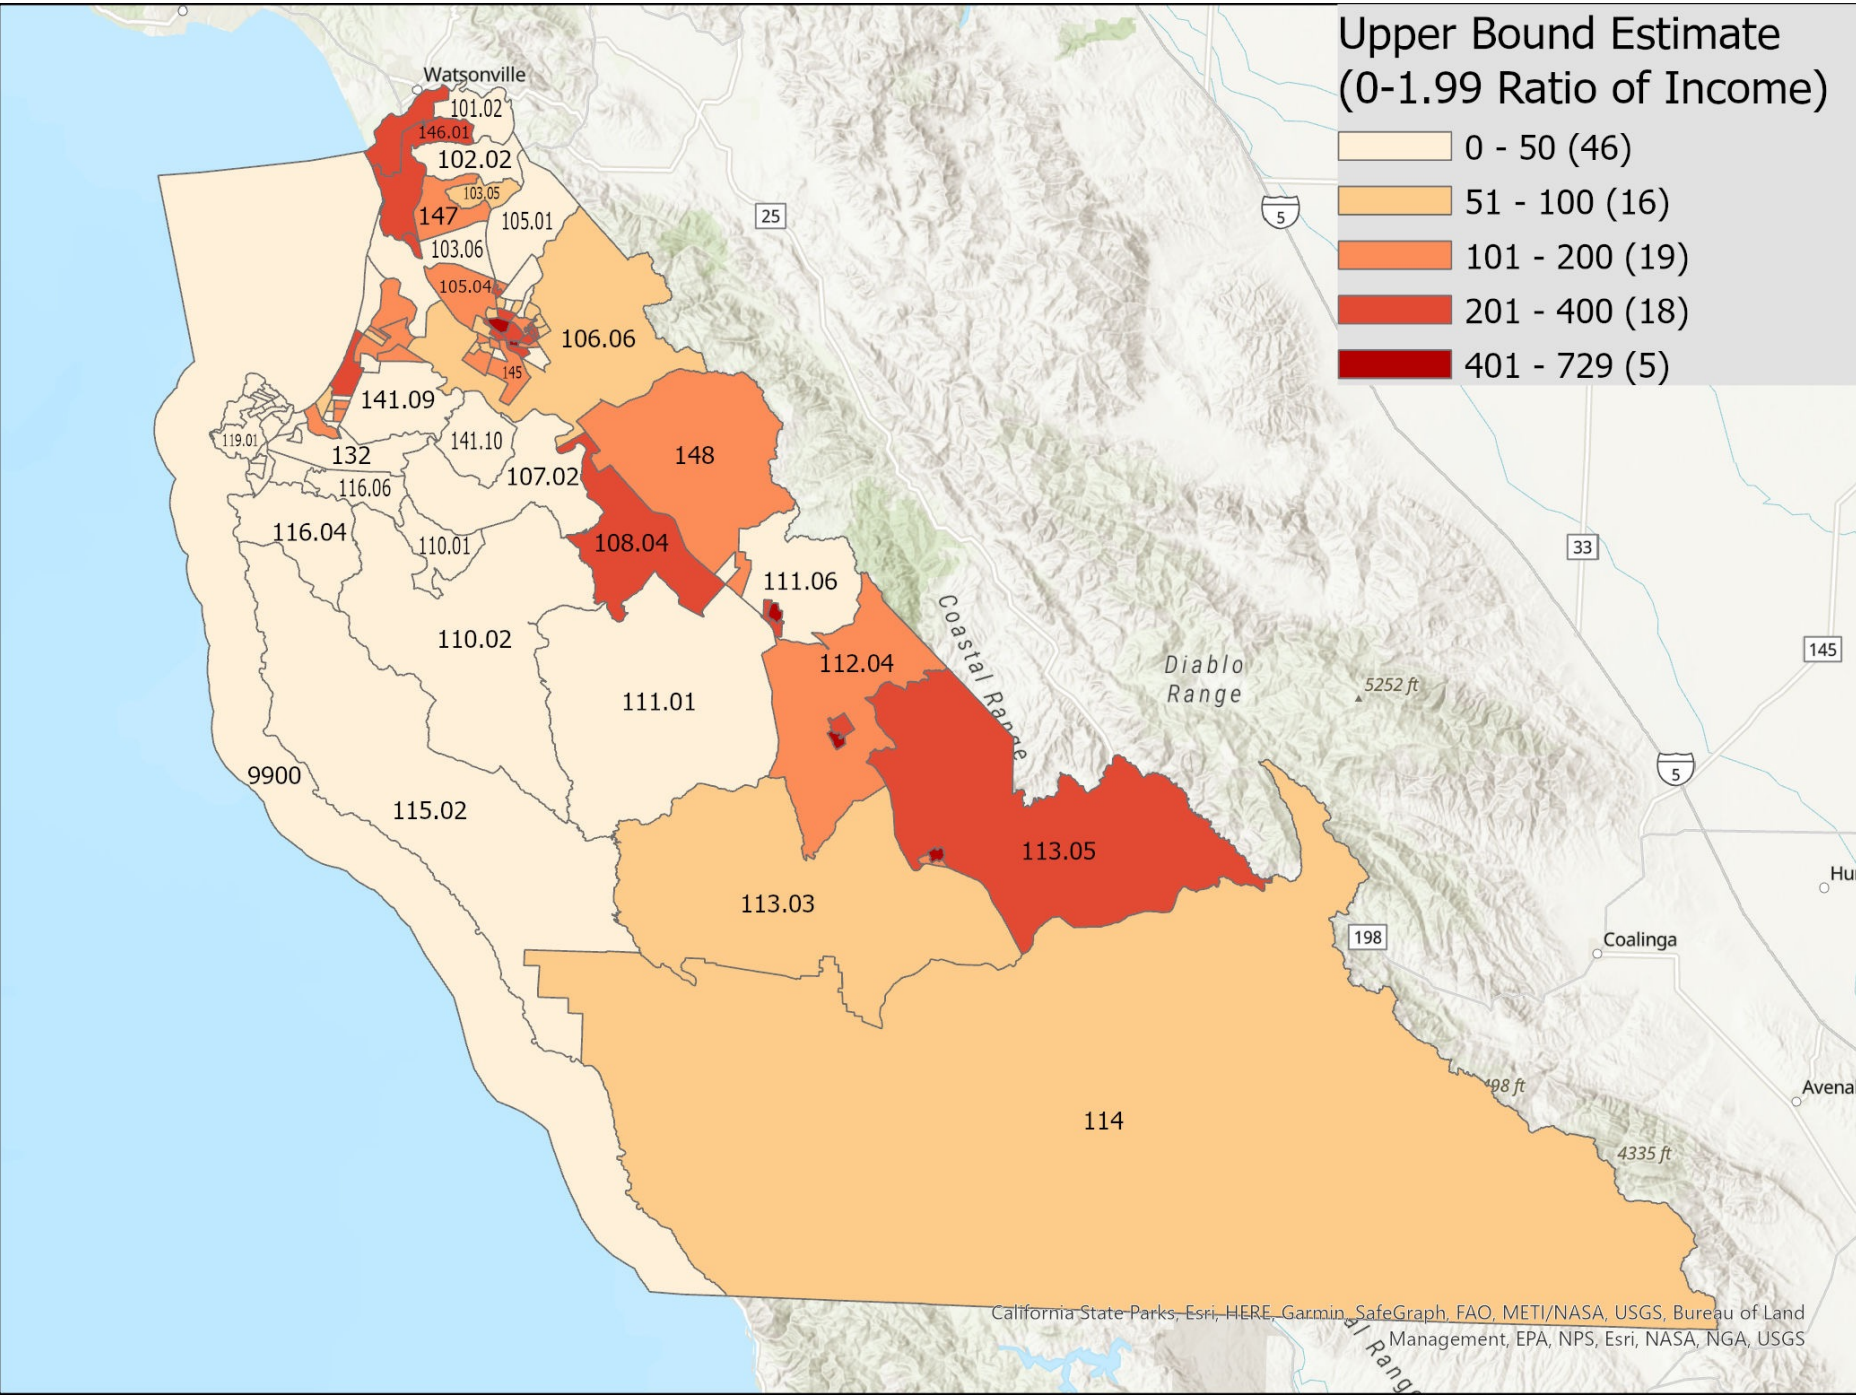 Upper Bound Estimate
(0-1.99 Ratio of Income)
0 - 50 (46)
51 - 100 (16)
101 - 200 (19)
201 - 400 (18)
401 - 729 (5)
Watsonville
101.02
146.01
102.02
103.05
147
105.01
103.06
105.04
106.06
145
141.09
119.01
132
141.10
107.02
116.06
116.04
110.01
148
108.04
111.06
110.02
111.01
112.04
9900
115.02
113.05
113.03
114
25
5
33
145
5
198
Coastal Range
Diablo
Range
5252 ft
Coalinga
4335 ft
California State Parks, Esri, HERE, Garmin, SafeGraph, FAO, METI/NASA, USGS, Bureau of Land
Management, EPA, NPS, Esri, NASA, NGA, USGS